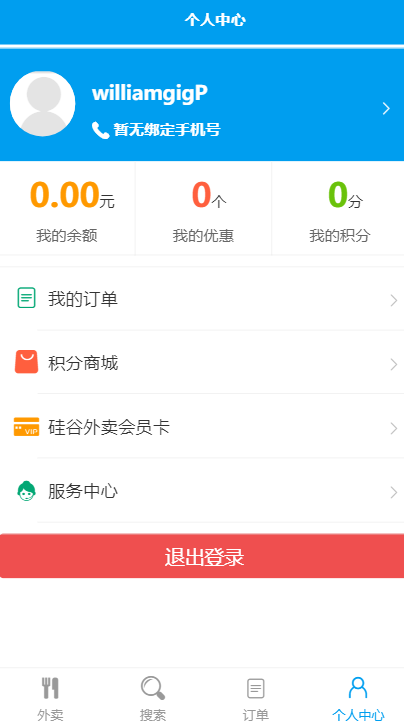 个人中心
williamgigP
暂无绑定手机号
0.00元 0个 0分
我的余额 我的优惠 我的积分
我的订单
积分商城
VIP 硅谷外卖会员卡
服务中心
退出登录
外卖 搜索 订单 个人中心